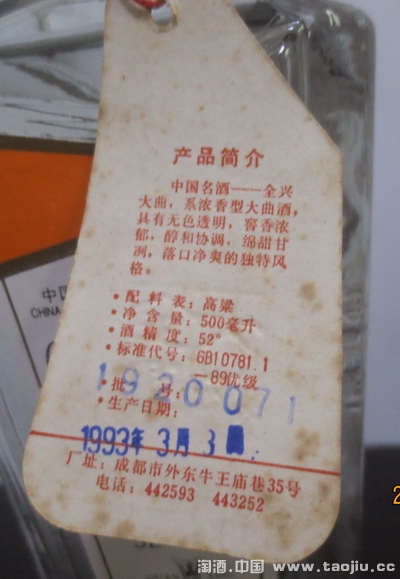 产品简介
中国名酒——全兴
大曲，系浓香型大曲酒，
具有无色透明，窖香浓
郁，醇和协调，绵甜甘
冽，落口净爽的独特风
格。
·配料表：高粱
·净含量：500毫升
·酒精度：52°
·标准代号：GB10781.1
—89优级
·批号：
1920071
·生产日期：
1993年3月3日
厂址：成都市外东牛王庙巷35号
电话：442593 443252
中国
CHINA
淘酒.中国 www.taojiu.cc